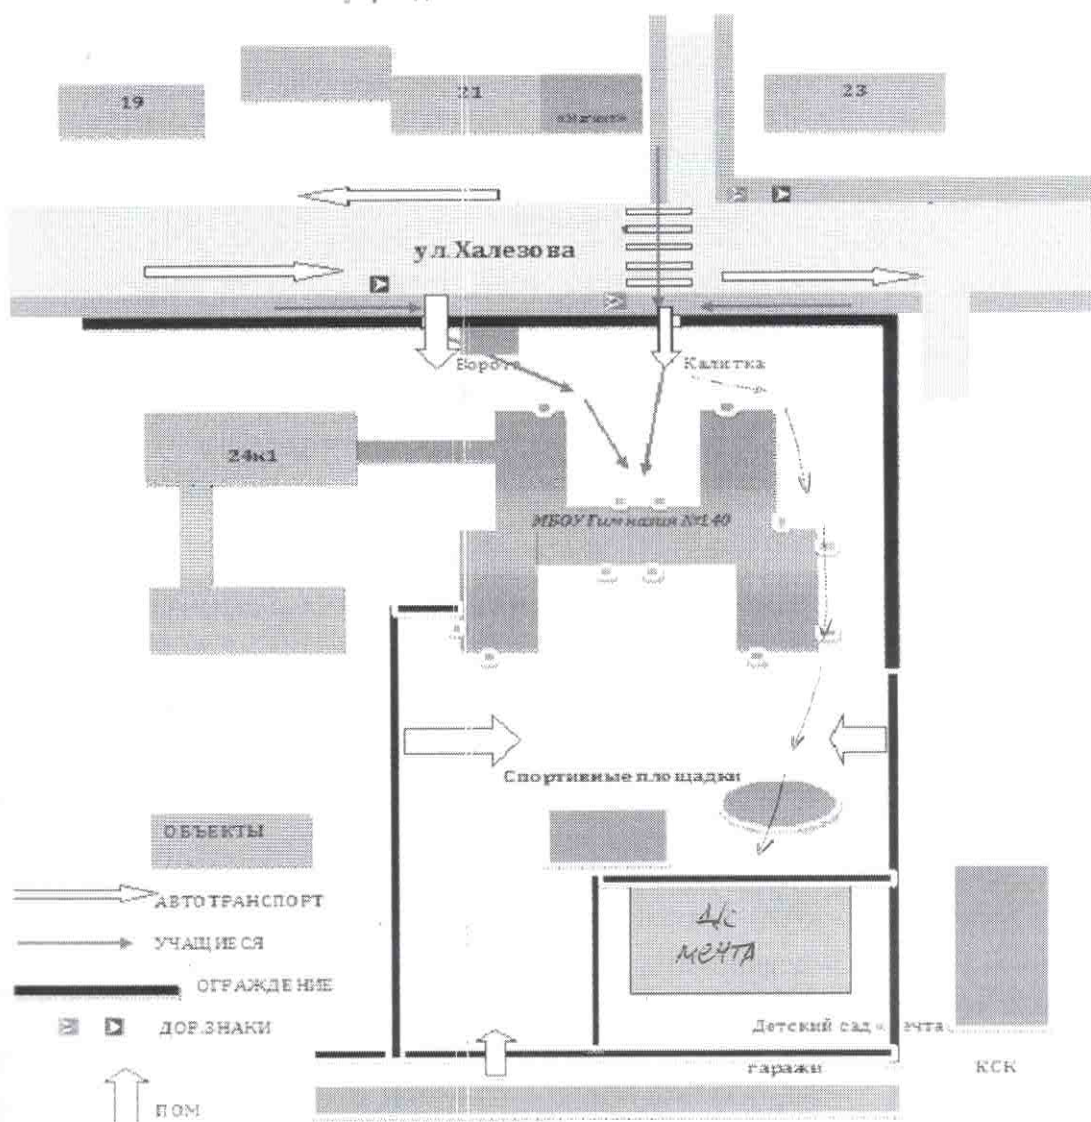 19
21
23
ул.Халезова
Ворота
Калитка
24к1
МБОУ Гимназия №140
Спортивные площадки
ОБЪЕКТЫ
АВТОТРАНСПОРТ
УЧАЩИЕСЯ
ОГРАЖДЕНИЕ
ДОР.ЗНАКИ
ПОМ
Д/С
МЕЧТА
Детский сад «
гаражи
КСК